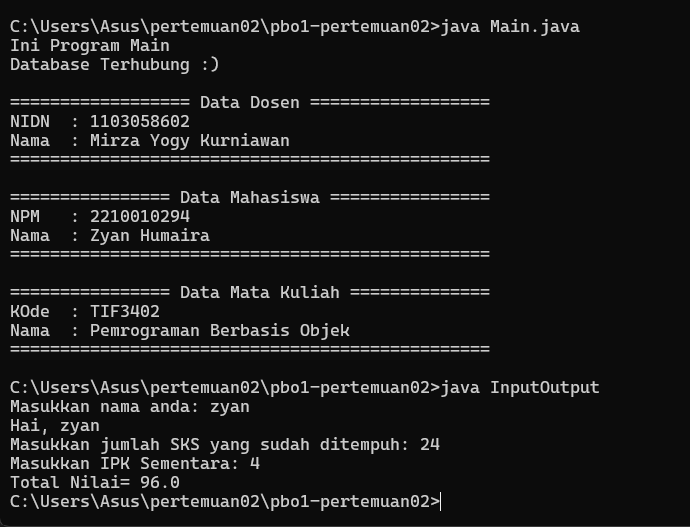 C:\Users\Asus\pertemuan02\pbo1-pertemuan02>java Main.java
Ini Program Main
Database Terhubung :)
================== Data Dosen ==================
NIDN  : 1103058602
Nama  : Mirza Yogy Kurniawan
================================================
================ Data Mahasiswa ================
NPM   : 2210010294
Nama  : Zyan Humaira
================================================
================ Data Mata Kuliah ==============
KOde  : TIF3402
Nama  : Pemrograman Berbasis Objek
================================================
C:\Users\Asus\pertemuan02\pbo1-pertemuan02>java InputOutput
Masukkan nama anda: zyan
Hai, zyan
Masukkan jumlah SKS yang sudah ditempuh: 24
Masukkan IPK Sementara: 4
Total Nilai= 96.0
C:\Users\Asus\pertemuan02\pbo1-pertemuan02>